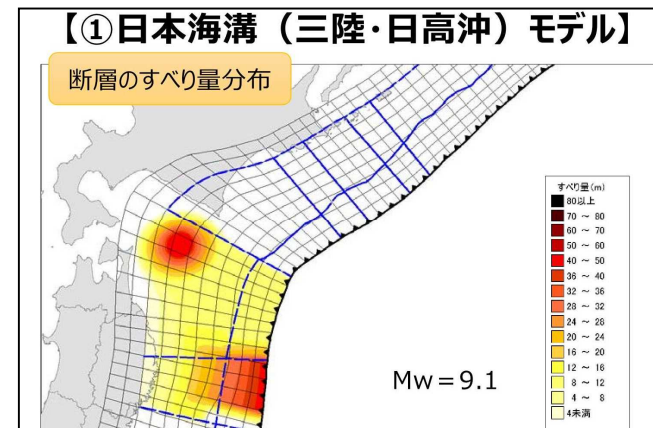 【①日本海溝（三陸・日高沖）モデル】
断層のすべり量分布
すべり量(m)
80以上
70 ～ 80
60 ～ 70
50 ～ 60
40 ～ 50
36 ～ 40
32 ～ 36
28 ～ 32
24 ～ 28
20 ～ 24
16 ～ 20
12 ～ 16
8 ～ 12
4 ～ 8
4未満
Mw＝9.1